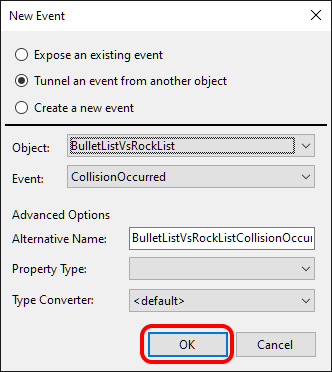 New Event
Expose an existing event
Tunnel an event from another object
Create a new event
Object: BulletListVsRockList
Event: CollisionOccurred
Advanced Options
Alternative Name: BulletListVsRockListCollisionOccur
Property Type:
Type Converter: <default>
OK Cancel